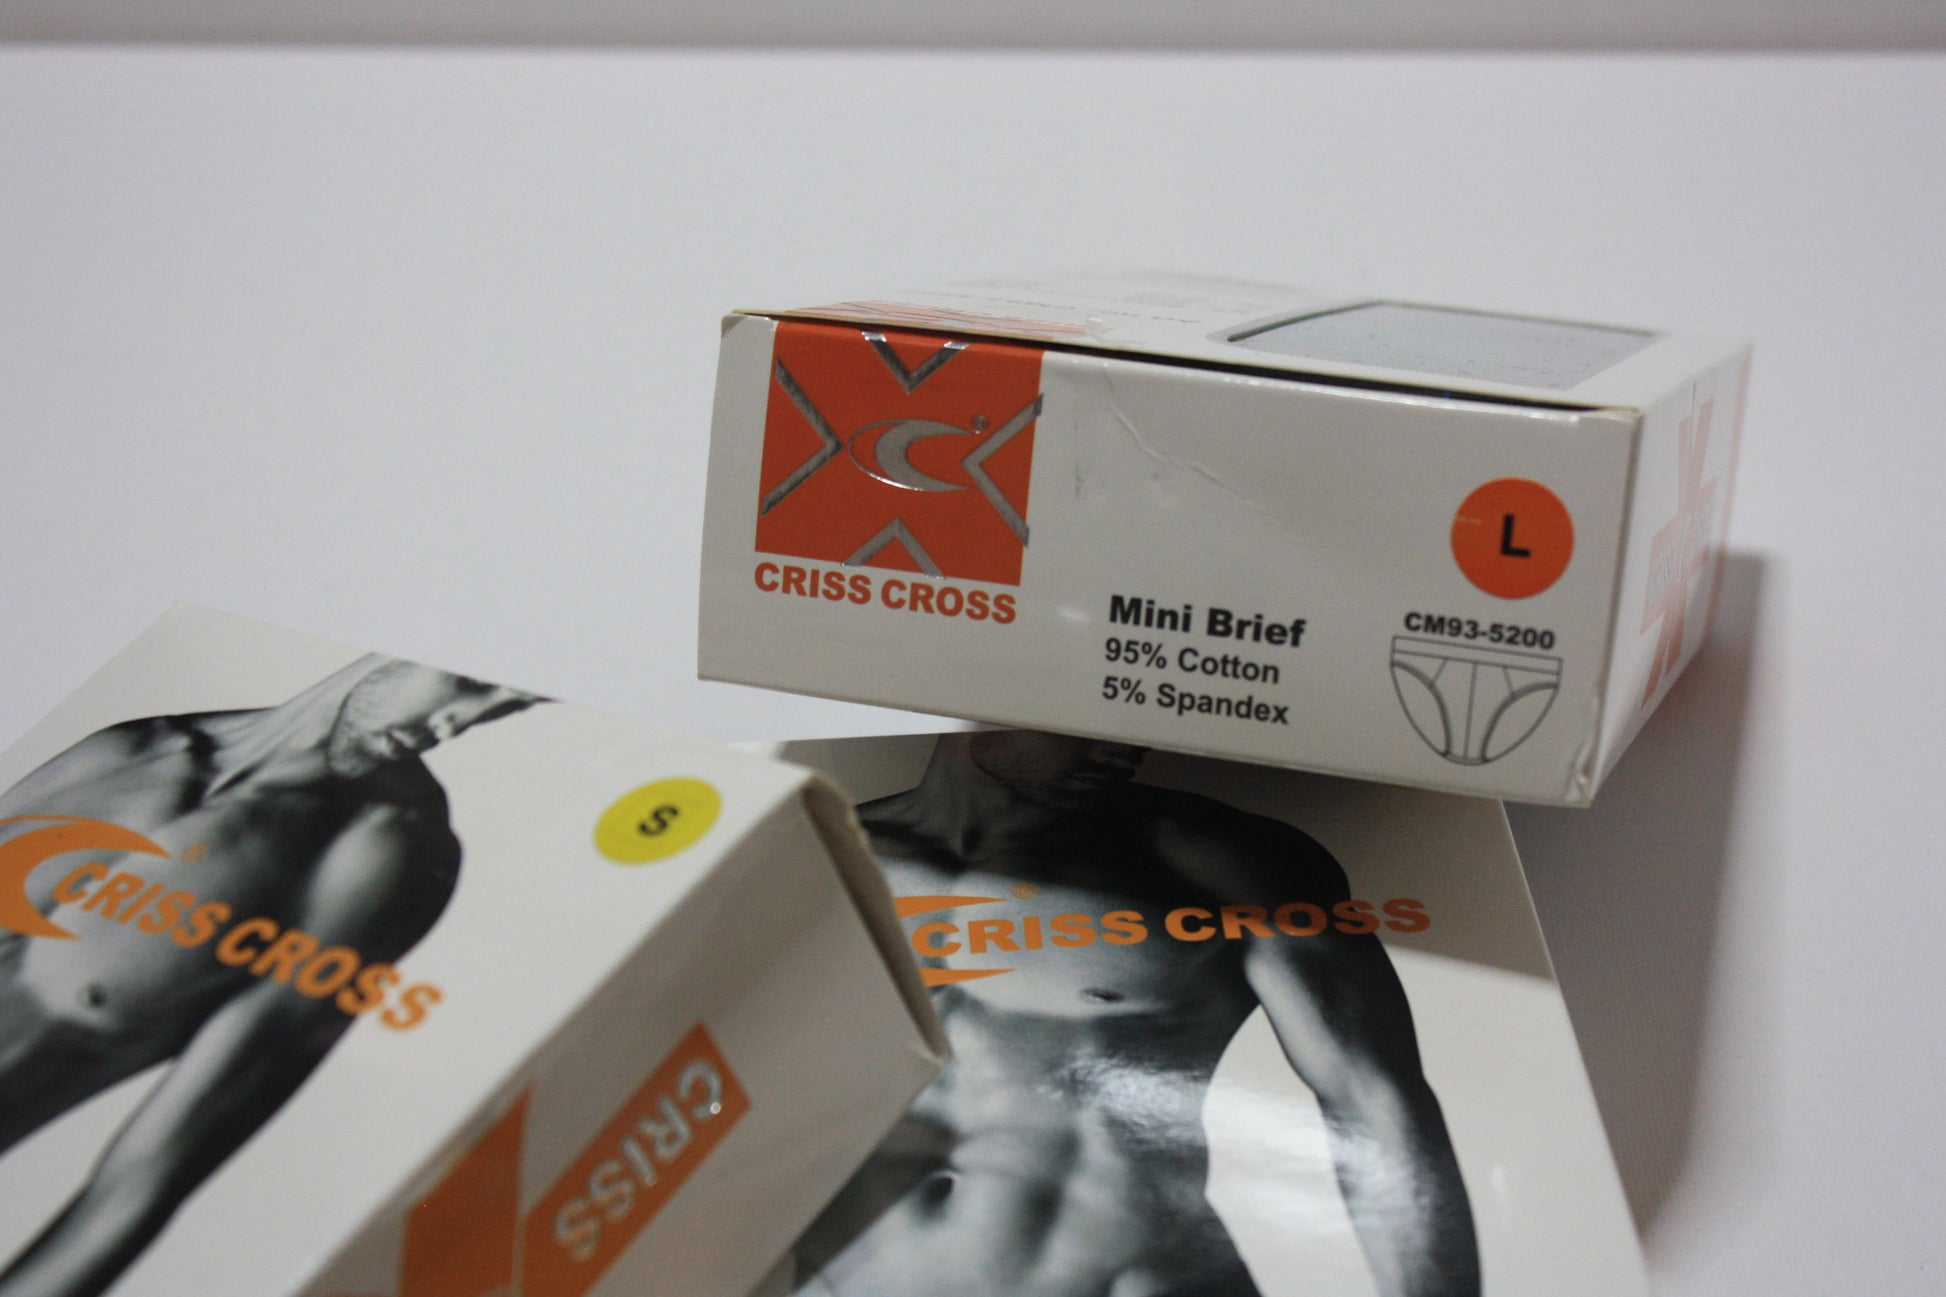 ®
CRISS CROSS
L
Mini Brief
95% Cotton
5% Spandex
CM93-5200
S
CRISS CROSS
®
CRISS CROSS
CRISS